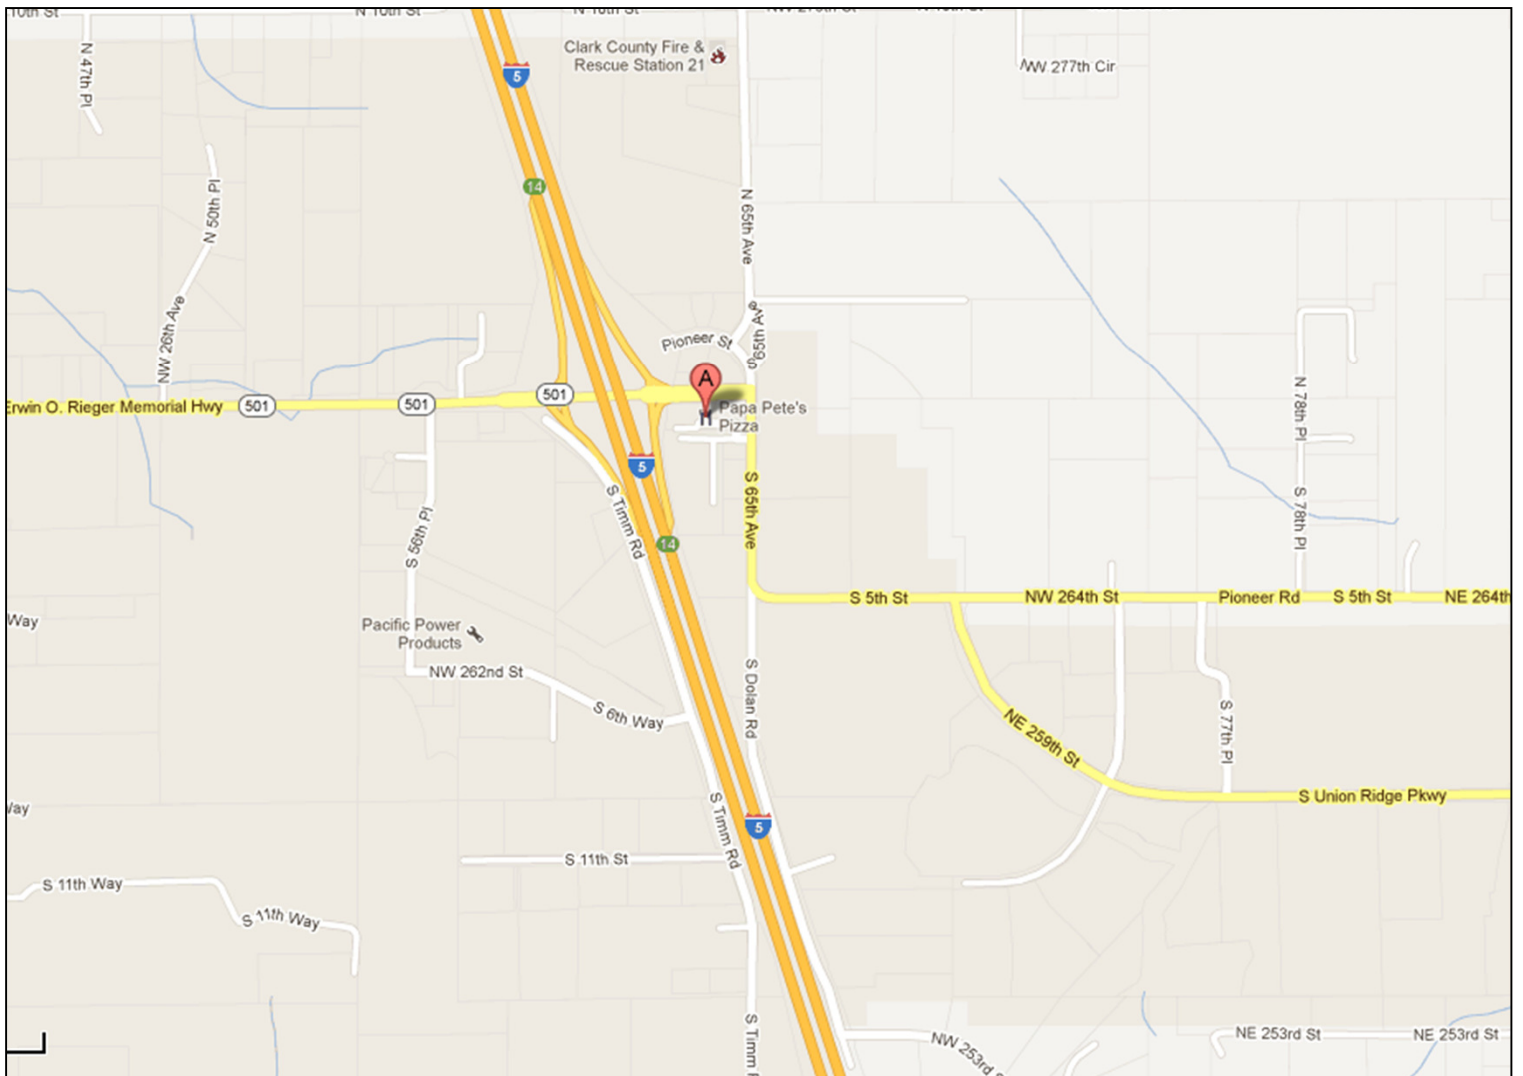 10th St
N 10th St
N 10th St
Clark County Fire &
Rescue Station 21
NW 277th Cir
N 47th Pl
5
14
N 50th Pl
N 65th Ave
NW 26th Ave
S 65th Ave
Pioneer St
A
501
501
501
Erwin O. Rieger Memorial Hwy
Papa Pete's
Pizza
N 78th Pl
5
S Timm Rd
S 65th Ave
S 56th Pl
S 78th Pl
14
S 5th St
NW 264th St
Pioneer Rd
S 5th St
NE 264th
Way
Pacific Power
Products
NW 262nd St
S 6th Way
S Dolan Rd
NE 259th St
S 77th Pl
S Union Ridge Pkwy
Way
S Timm Rd
5
S 11th St
S 11th Way
S 11th Way
S Timm
NW 253rd
NE 253rd St
NE 253rd St